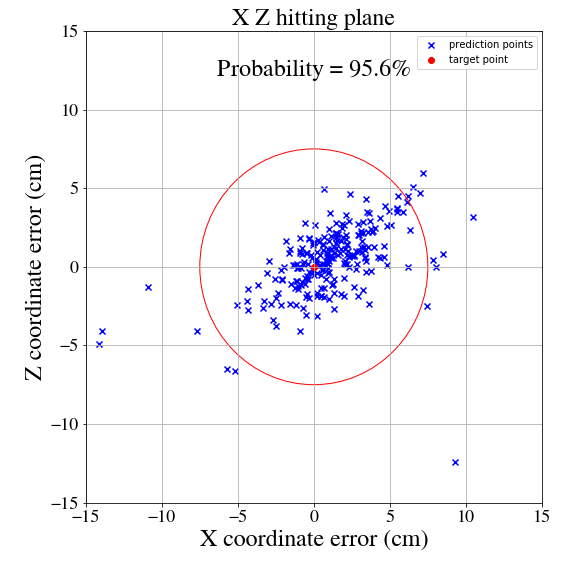 X Z hitting plane
Probability = 95.6%
prediction points
target point
Z coordinate error (cm)
15
10
5
0
−5
−10
−15
−15 −10 −5 0 5 10 15
X coordinate error (cm)